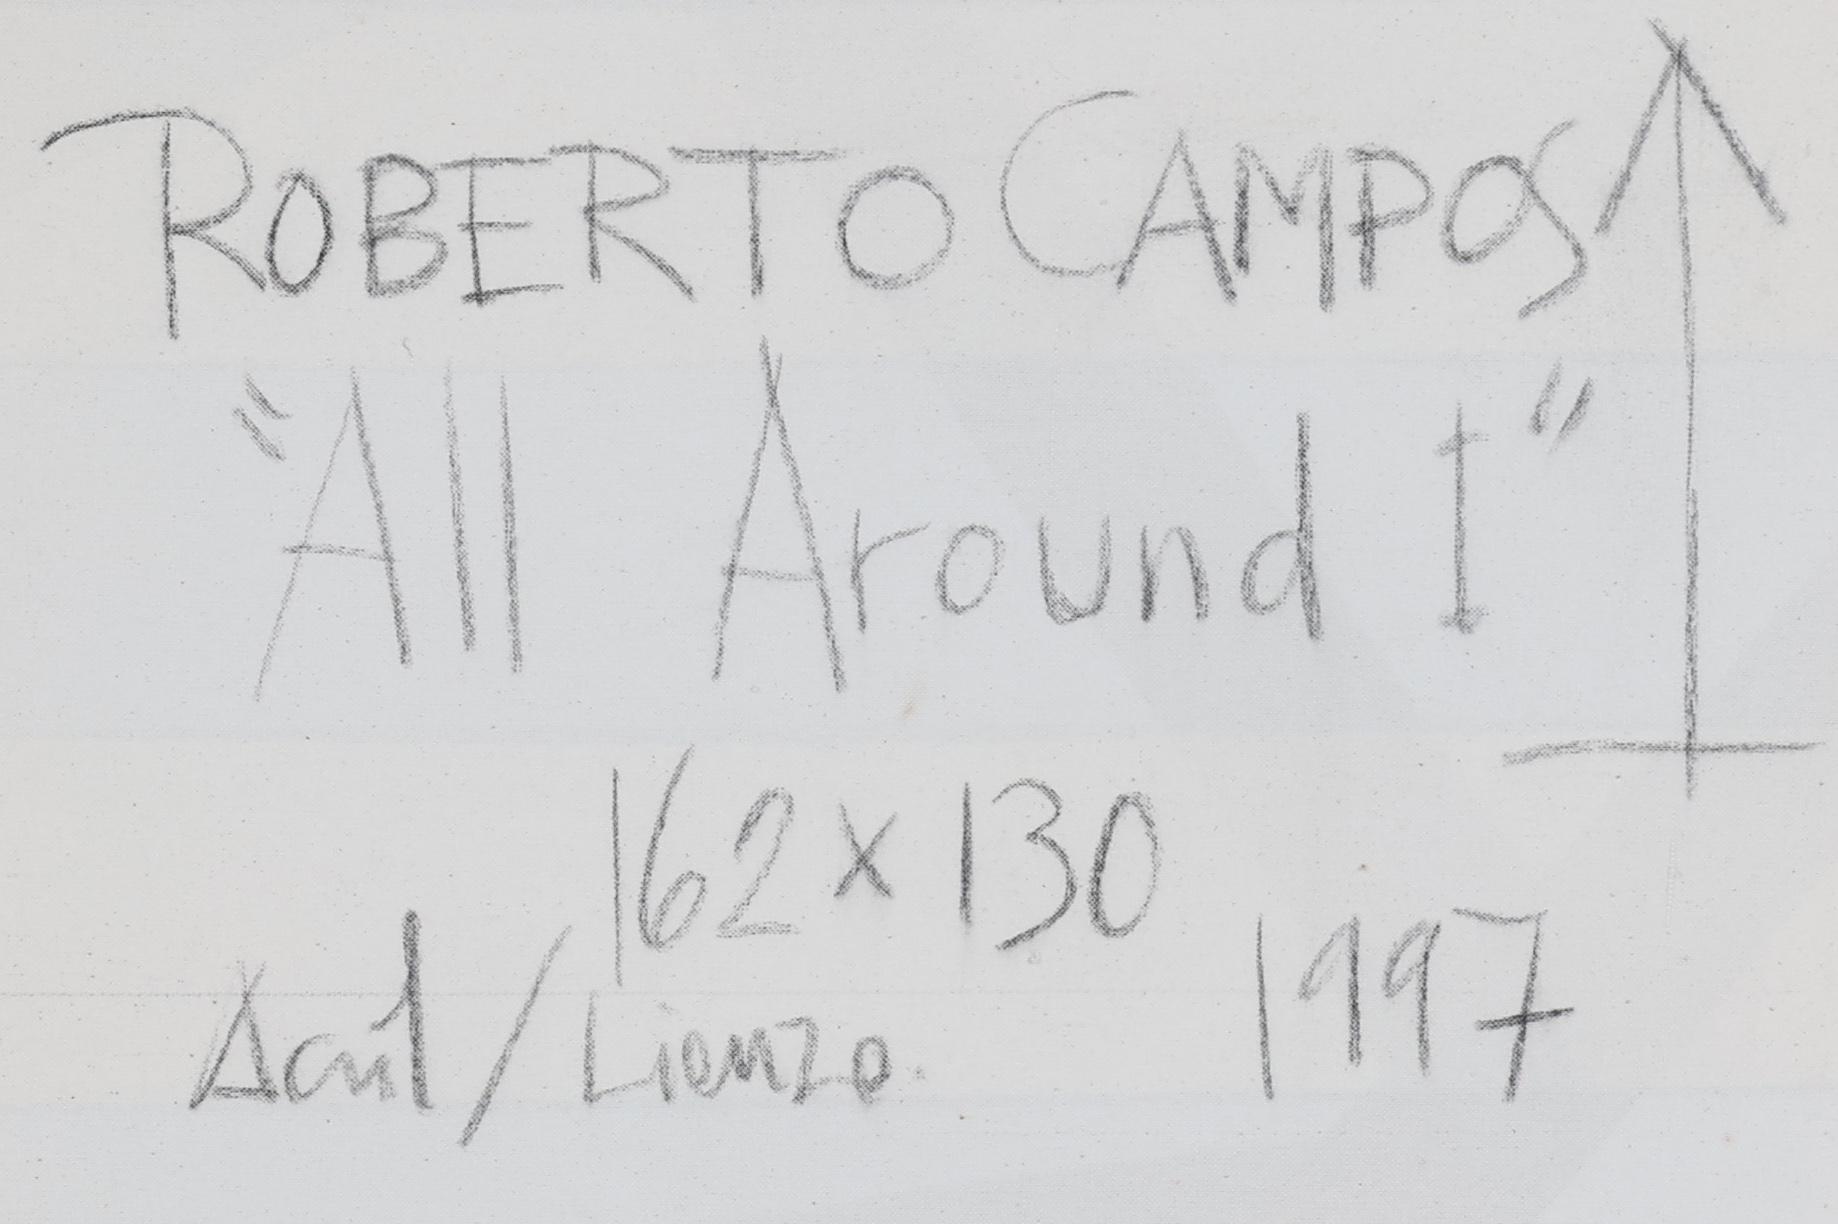 ROBERTO CAMPOS
"All Around I"
162 x 130
Acril / Lienzo
1997